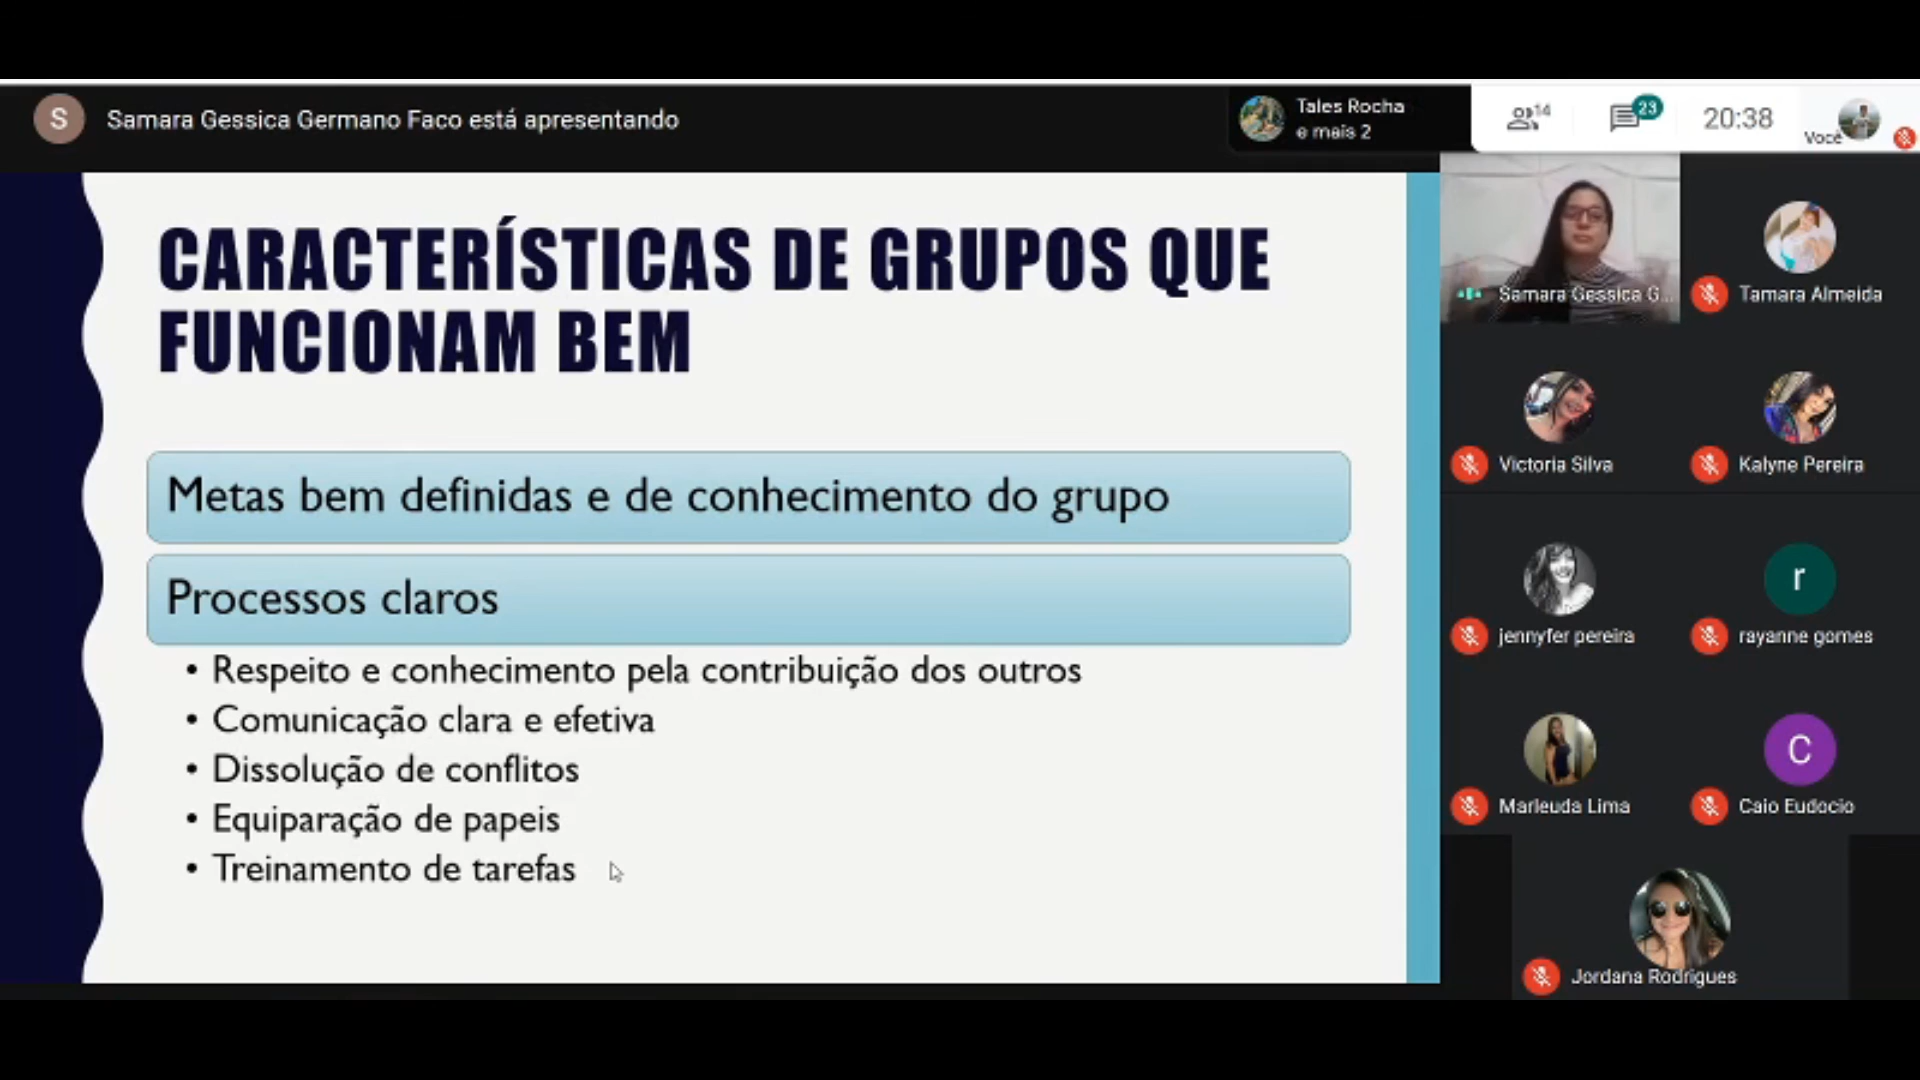 S
Samara Gessica Germano Faco está apresentando
Tales Rocha
e mais 2
14
23
20:38
Você
CARACTERÍSTICAS DE GRUPOS QUE
FUNCIONAM BEM
Metas bem definidas e de conhecimento do grupo
Processos claros
• Respeito e conhecimento pela contribuição dos outros
• Comunicação clara e efetiva
• Dissolução de conflitos
• Equiparação de papeis
• Treinamento de tarefas
Samara Gessica G...
Tamara Almeida
Victoria Silva
Kalyne Pereira
jennyfer pereira
r
rayanne gomes
Marleuda Lima
C
Caio Eudocio
Jordana Rodrigues